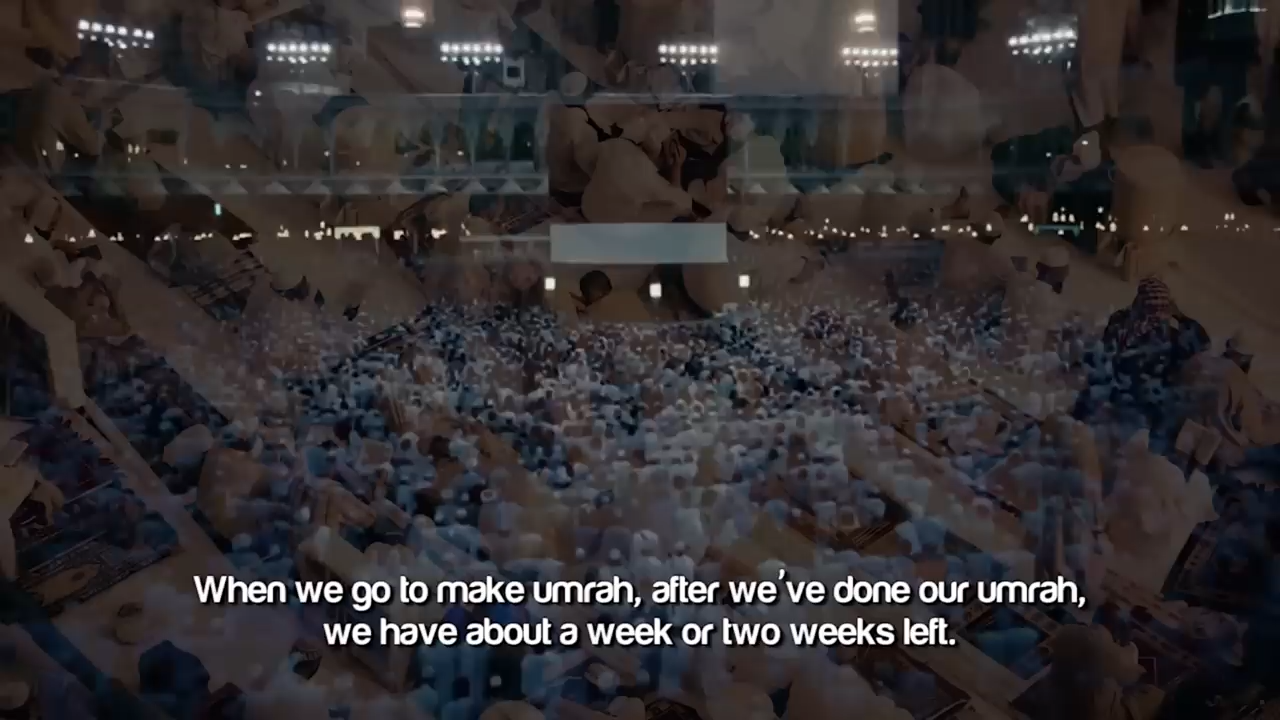 When we go to make umrah, after we've done our umrah,
we have about a week or two weeks left.